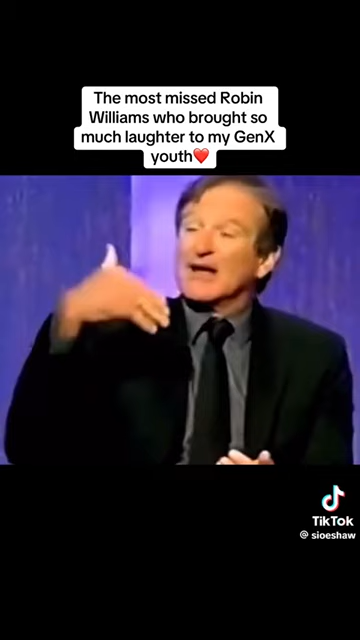 The most missed Robin
Williams who brought so
much laughter to my GenX
youth❤️
TikTok
@ sioeshaw